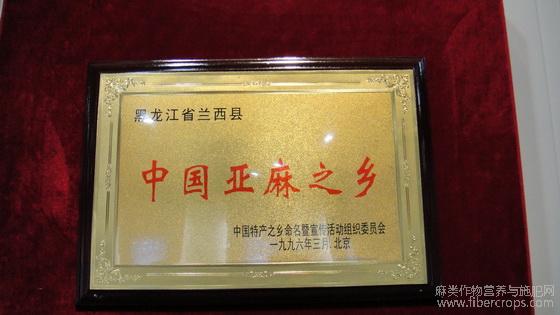 黑龙江省兰西县
中国亚麻之乡
中国特产之乡命名暨宣传活动组织委员会
一九九六年三月.北京
麻类作物营养与施肥网
www.fibercrops.com